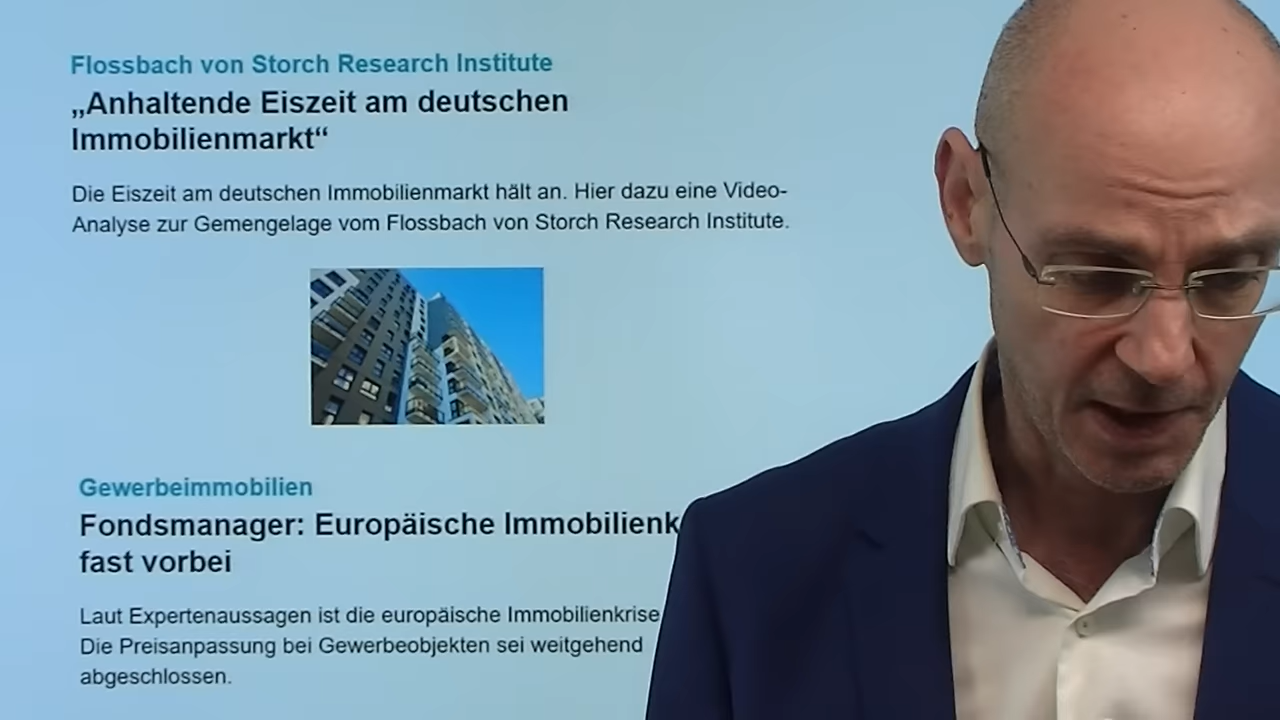 Flossbach von Storch Research Institute
„Anhaltende Eiszeit am deutschen
Immobilienmarkt“
Die Eiszeit am deutschen Immobilienmarkt hält an. Hier dazu eine Video-
Analyse zur Gemengelage vom Flossbach von Storch Research Institute.
Gewerbeimmobilien
Fondsmanager: Europäische
fast vorbei
Laut Expertenaussagen ist die europäische Immobilienkrise
Die Preisanpassung bei Gewerbeobjekten sei weitgehend
abgeschlossen.